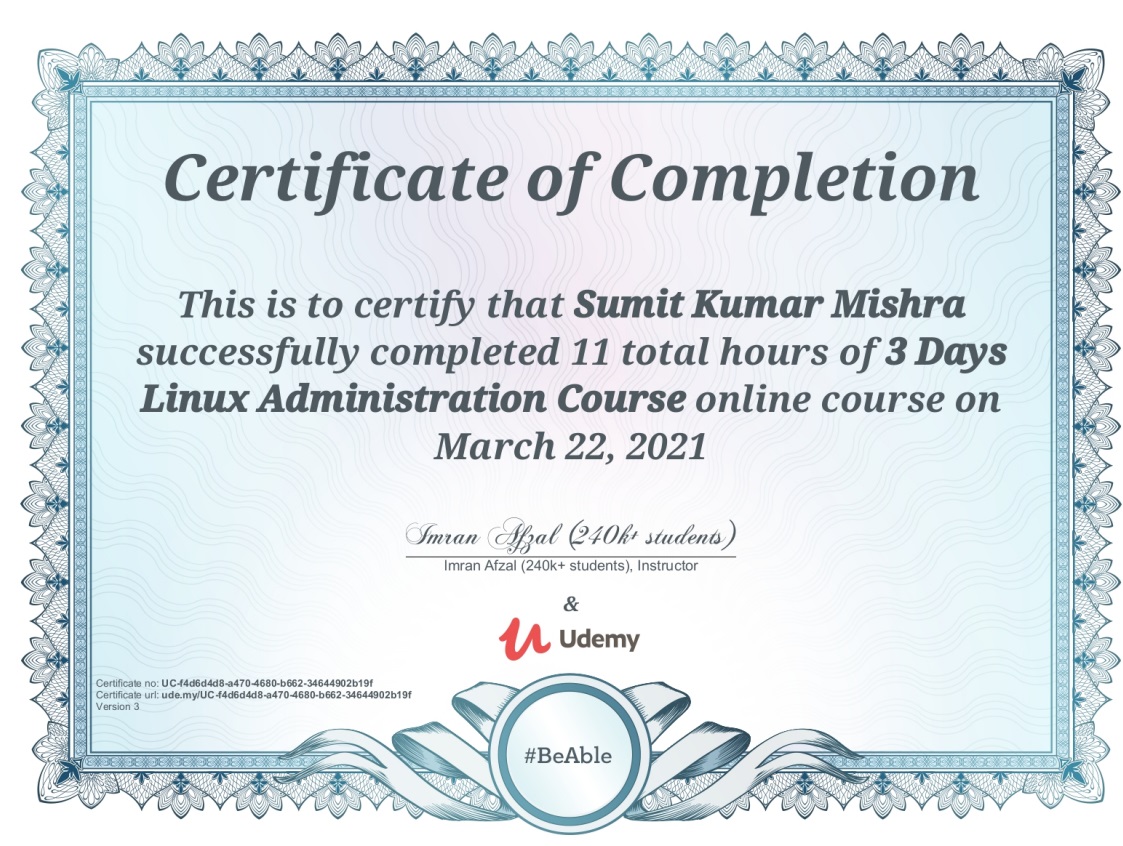 Certificate of Completion
This is to certify that Sumit Kumar Mishra
successfully completed 11 total hours of 3 Days
Linux Administration Course online course on
March 22, 2021
Imran Afzal (240k+ students)
Imran Afzal (240k+ students), Instructor
&
Udemy
Certificate no: UC-f4d6d4d8-a470-4680-b662-34644902b19f
Certificate url: ude.my/UC-f4d6d4d8-a470-4680-b662-34644902b19f
Version 3
#BeAble